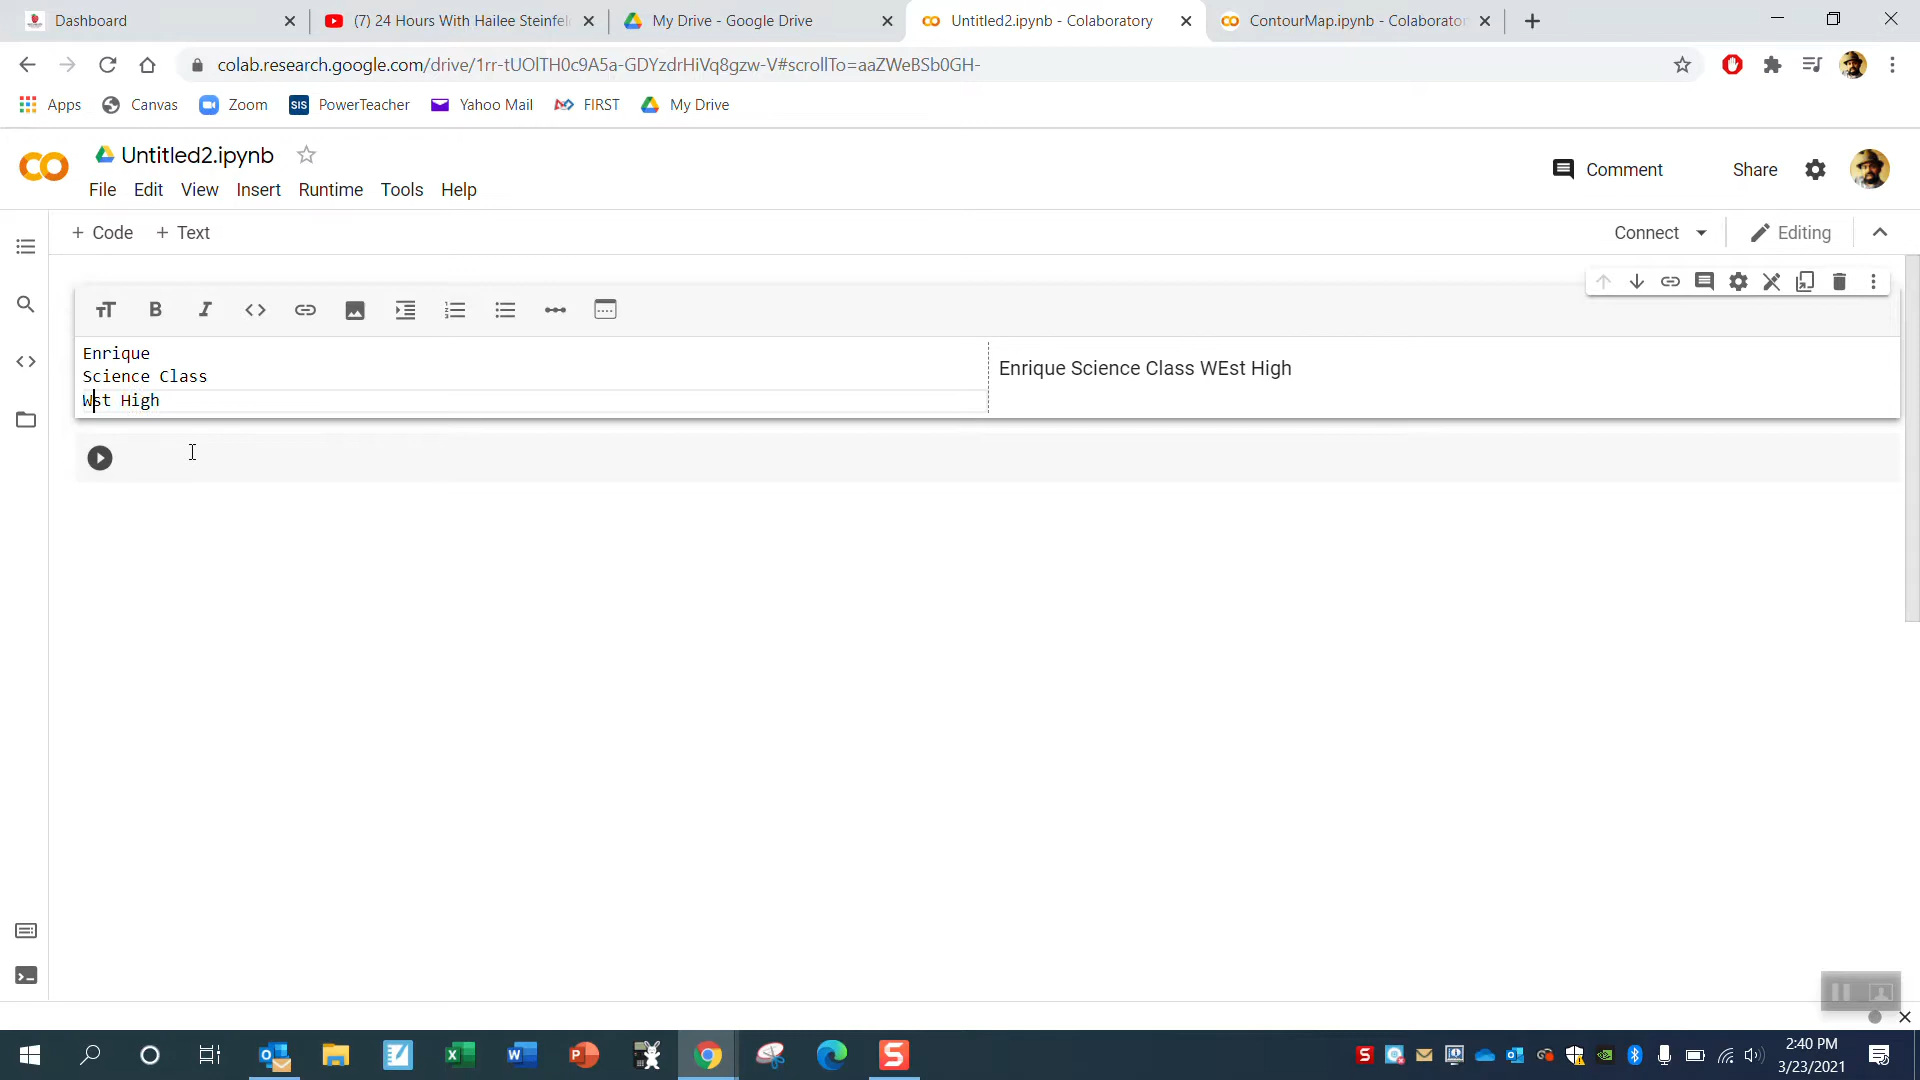 Dashboard
(7) 24 Hours With Hailee Steinfel
My Drive - Google Drive
Untitled2.ipynb - Colaboratory
ContourMap.ipynb - Colaborator
colab.research.google.com/drive/1rr-tUOlTH0c9A5a-GDYzdrHiVq8gzw-V#scrollTo=aaZWeBSb0GH-
Apps
Canvas
Zoom
SIS
PowerTeacher
Yahoo Mail
FIRST
My Drive
Untitled2.ipynb
File Edit View Insert Runtime Tools Help
Comment
Share
+ Code + Text
Connect
Editing
Enrique
Science Class
Wst High
Enrique Science Class WEst High
2:40 PM
3/23/2021